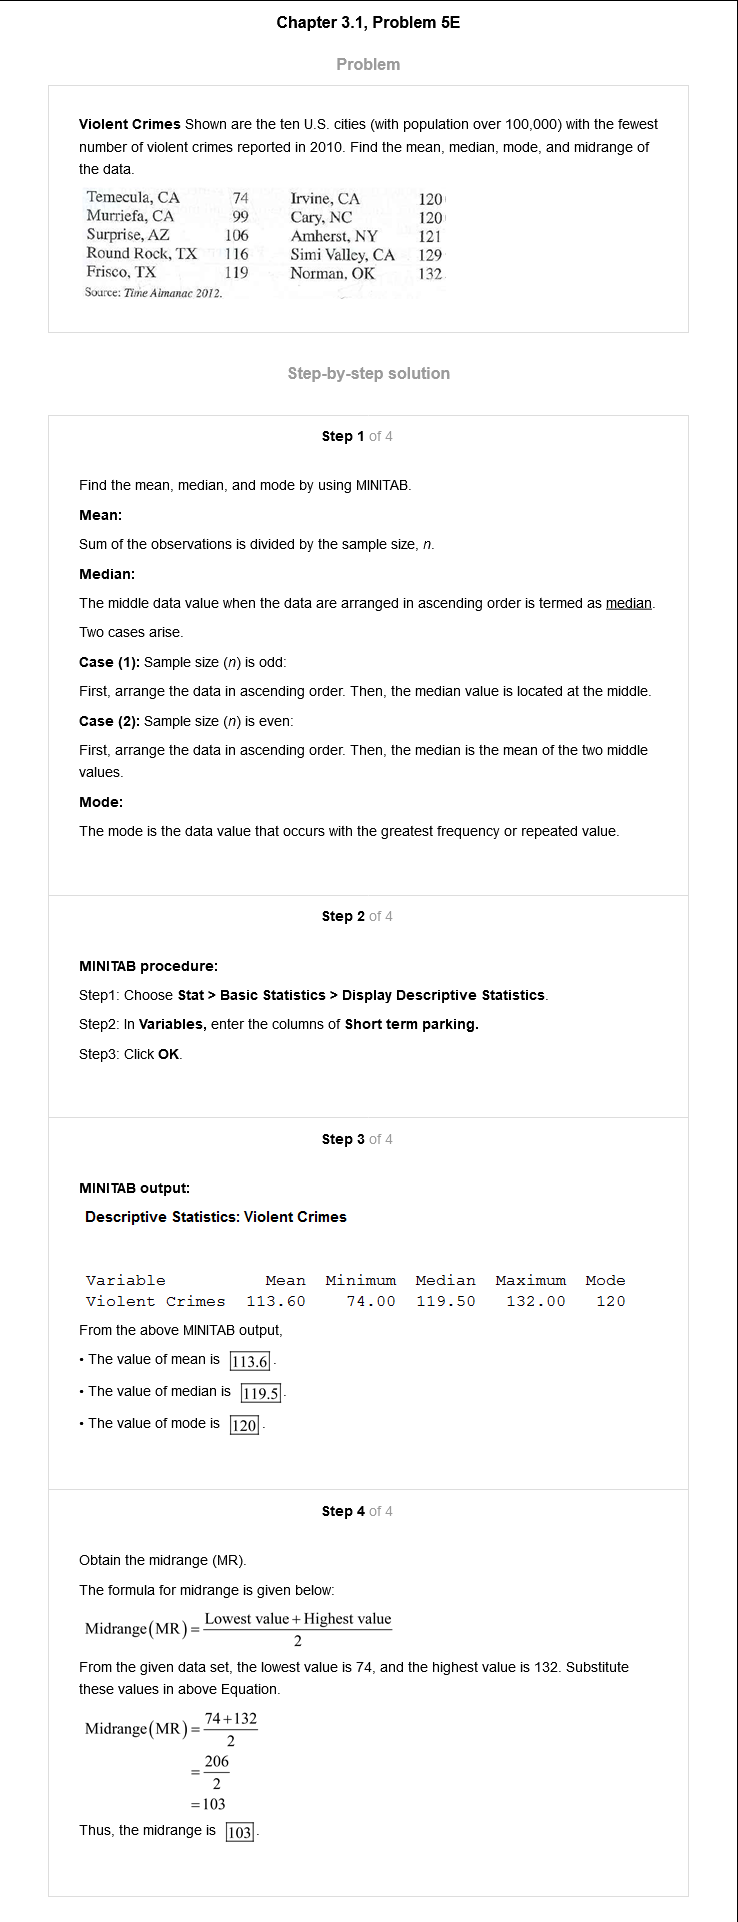 Chapter 3.1, Problem 5E
Problem
Violent Crimes Shown are the ten U.S. cities (with population over 100,000) with the fewest
number of violent crimes reported in 2010. Find the mean, median, mode, and midrange of
the data.
Temecula, CA 74 Irvine, CA 120
Murriefa, CA 99 Cary, NC 120
Surprise, AZ 106 Amherst, NY 121
Round Rock, TX 116 Simi Valley, CA 129
Frisco, TX 119 Norman, OK 132
Source: Time Almanac 2012.
Step-by-step solution
Step 1 of 4
Find the mean, median, and mode by using MINITAB.
Mean:
Sum of the observations is divided by the sample size, n.
Median:
The middle data value when the data are arranged in ascending order is termed as median.
Two cases arise.
Case (1): Sample size (n) is odd:
First, arrange the data in ascending order. Then, the median value is located at the middle.
Case (2): Sample size (n) is even:
First, arrange the data in ascending order. Then, the median is the mean of the two middle
values.
Mode:
The mode is the data value that occurs with the greatest frequency or repeated value.
Step 2 of 4
MINITAB procedure:
Step1: Choose Stat > Basic Statistics > Display Descriptive Statistics.
Step2: In Variables, enter the columns of Short term parking.
Step3: Click OK.
Step 3 of 4
MINITAB output:
Descriptive Statistics: Violent Crimes
Variable Mean Minimum Median Maximum Mode
Violent Crimes 113.60 74.00 119.50 132.00 120
From the above MINITAB output,
• The value of mean is 113.6.
• The value of median is 119.5.
• The value of mode is 120.
Step 4 of 4
Obtain the midrange (MR).
The formula for midrange is given below:
Midrange(MR) = Lowest value + Highest value
2
From the given data set, the lowest value is 74, and the highest value is 132. Substitute
these values in above Equation.
Midrange(MR) = 74+132
2
= 206
2
=103
Thus, the midrange is 103.